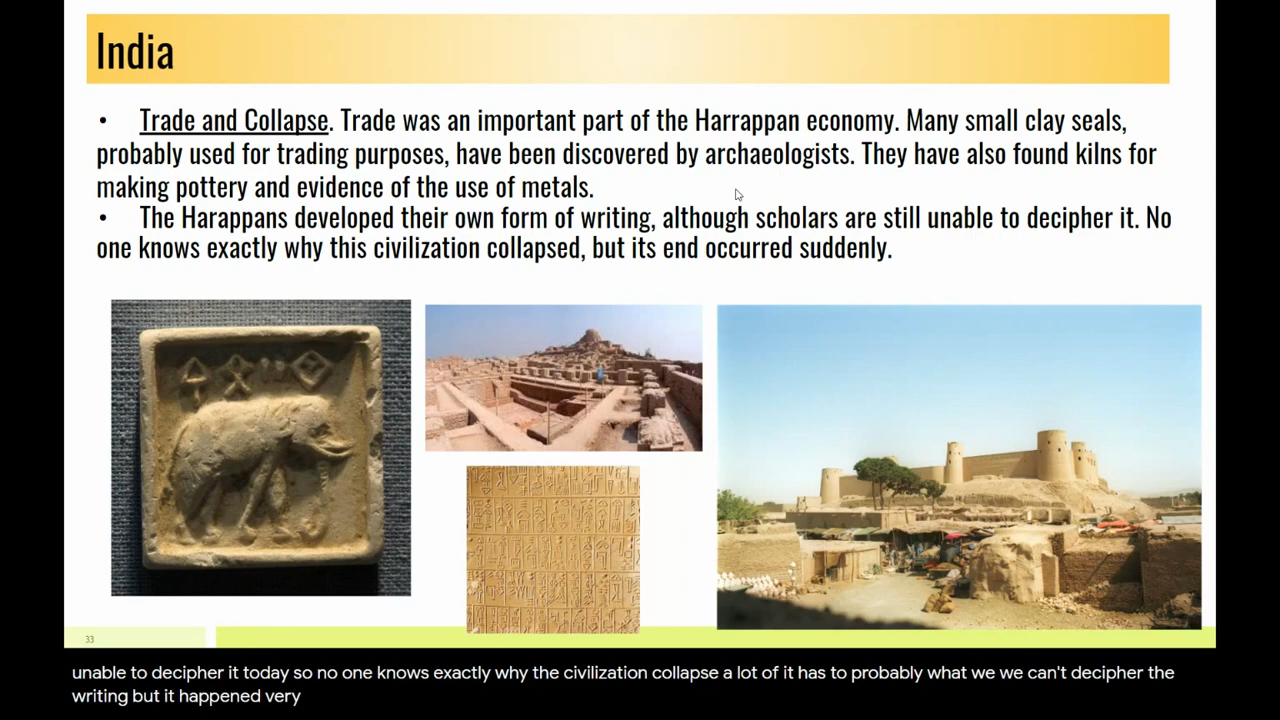 India
• Trade and Collapse. Trade was an important part of the Harrappan economy. Many small clay seals,
probably used for trading purposes, have been discovered by archaeologists. They have also found kilns for
making pottery and evidence of the use of metals.
• The Harappans developed their own form of writing, although scholars are still unable to decipher it. No
one knows exactly why this civilization collapsed, but its end occurred suddenly.
33
unable to decipher it today so no one knows exactly why the civilization collapse a lot of it has to probably what we we can't decipher the
writing but it happened very